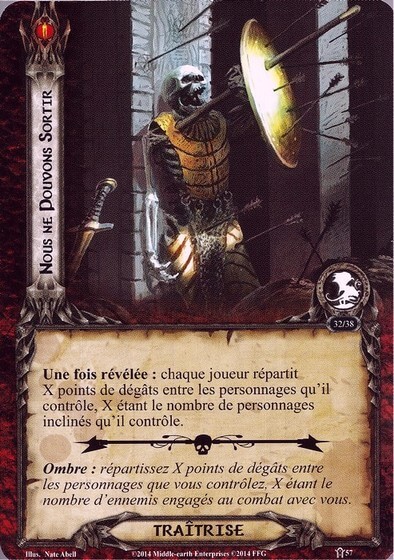 Nous ne Pouvons Sortir
32/38
Une fois révélée : chaque joueur répartit
X points de dégâts entre les personnages qu'il
contrôle, X étant le nombre de personnages
inclinés qu'il contrôle.
Ombre : répartissez X points de dégâts entre
les personnages que vous contrôlez, X étant le
nombre d'ennemis engagés au combat avec vous.
TRAÎTRISE
Illus. Nate Abell ©2014 Middle-earth Enterprises ©2014 FFG 57